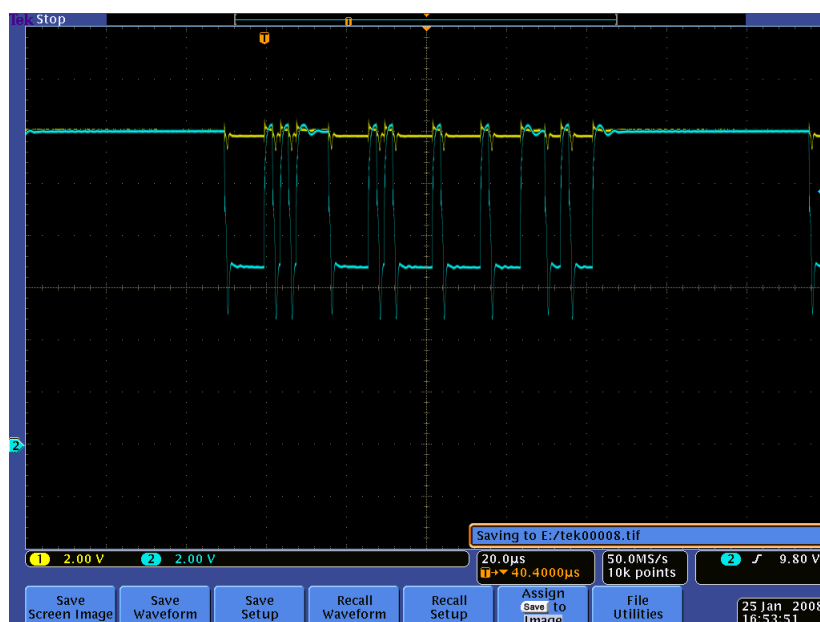 Tek Stop
T
T
2
Saving to E:/tek00008.tif
1 2.00 V 2 2.00 V
20.0µs
T→▼ 40.4000µs
50.0MS/s
10k points
2 ∫ 9.80 V
Save
Screen Image
Save
Waveform
Save
Setup
Recall
Waveform
Recall
Setup
Assign
Save to
Image
File
Utilities
25 Jan 2008
16:53:51